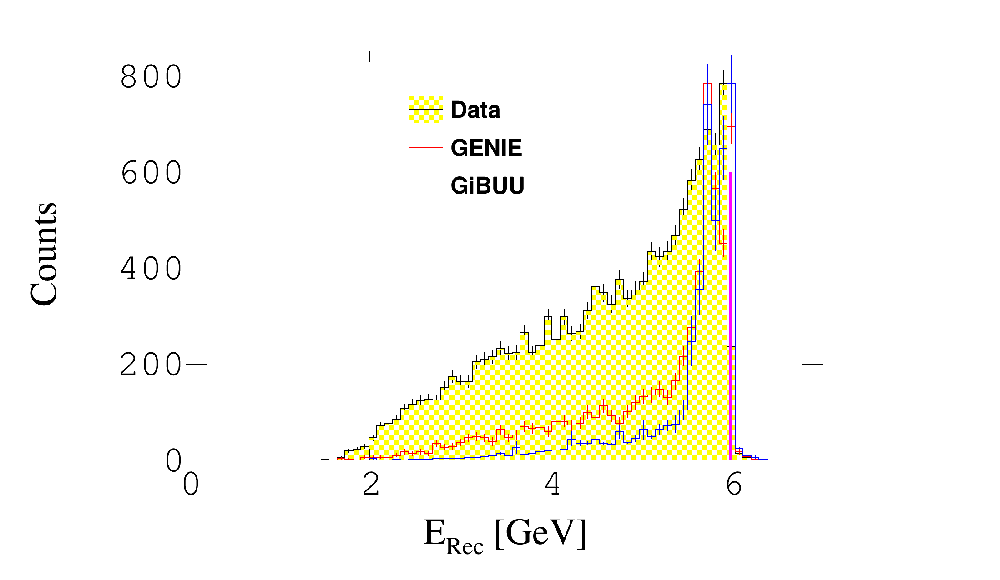 800
600
400
200
0
Counts
Data
GENIE
GiBUU
0 2 4 6
E_Rec [GeV]